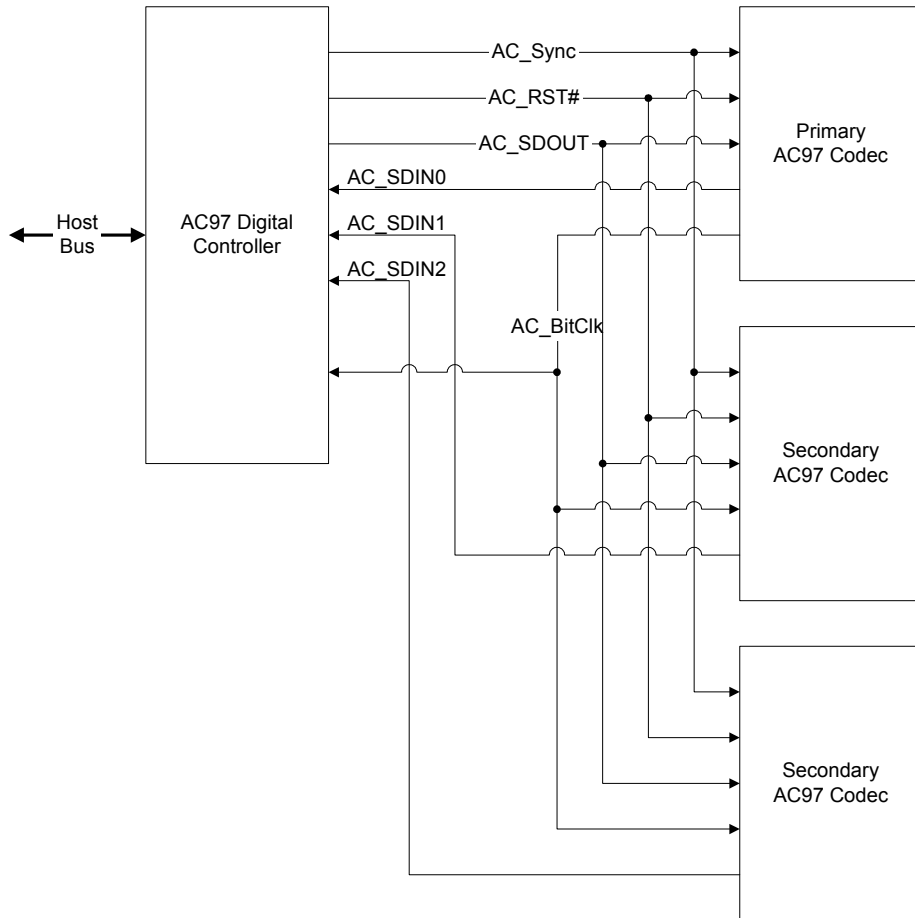 AC_Sync
AC_RST#
AC_SDOUT
AC_SDIN0
AC_SDIN1
AC_SDIN2
AC_BitClk
Host
Bus
AC97 Digital
Controller
Primary
AC97 Codec
Secondary
AC97 Codec
Secondary
AC97 Codec